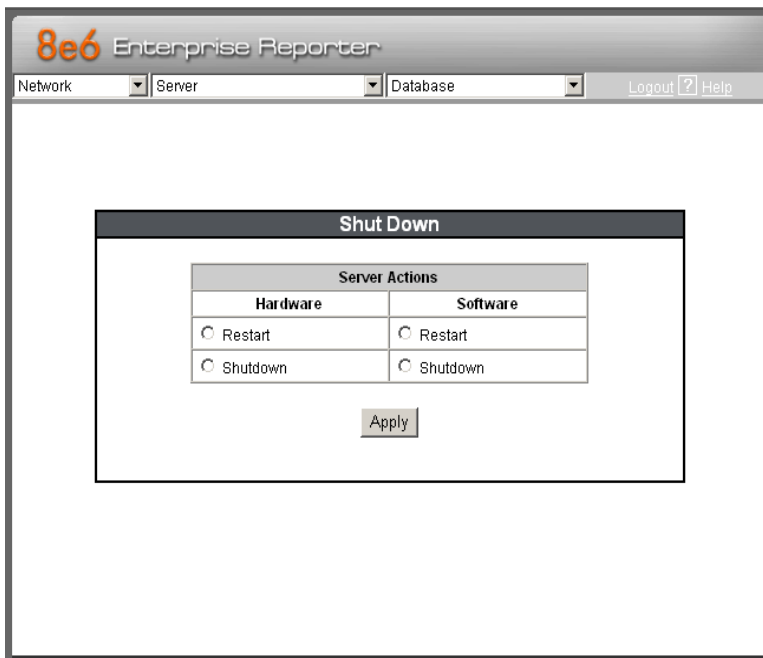 8e6 Enterprise Reporter
Network Server Database Logout ? Help
Shut Down
Server Actions
Hardware Software
Restart Restart
Shutdown Shutdown
Apply